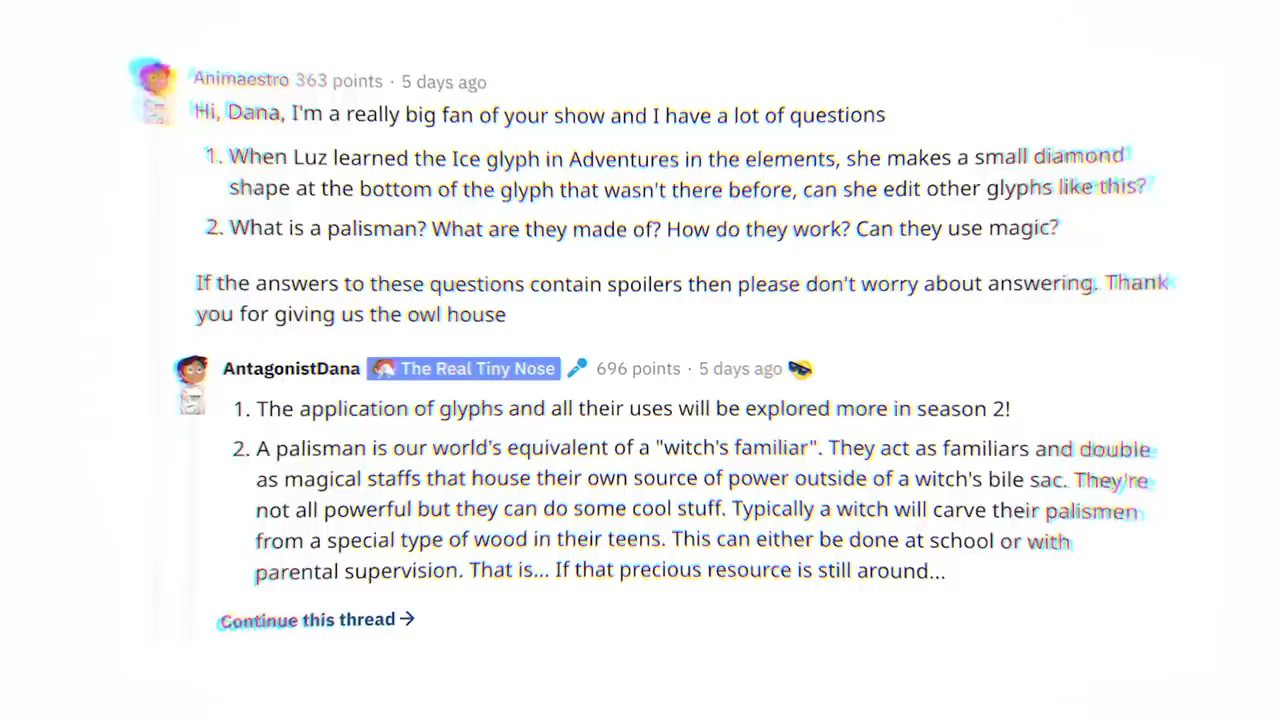 Animaestro 363 points · 5 days ago
Hi, Dana, I'm a really big fan of your show and I have a lot of questions
1. When Luz learned the Ice glyph in Adventures in the elements, she makes a small diamond
shape at the bottom of the glyph that wasn't there before, can she edit other glyphs like this?
2. What is a palisman? What are they made of? How do they work? Can they use magic?
If the answers to these questions contain spoilers then please don't worry about answering. Thank
you for giving us the owl house
AntagonistDana The Real Tiny Nose 696 points · 5 days ago
1. The application of glyphs and all their uses will be explored more in season 2!
2. A palisman is our world's equivalent of a "witch's familiar". They act as familiars and double
as magical staffs that house their own source of power outside of a witch's bile sac. They're
not all powerful but they can do some cool stuff. Typically a witch will carve their palismen
from a special type of wood in their teens. This can either be done at school or with
parental supervision. That is... If that precious resource is still around...
Continue this thread →